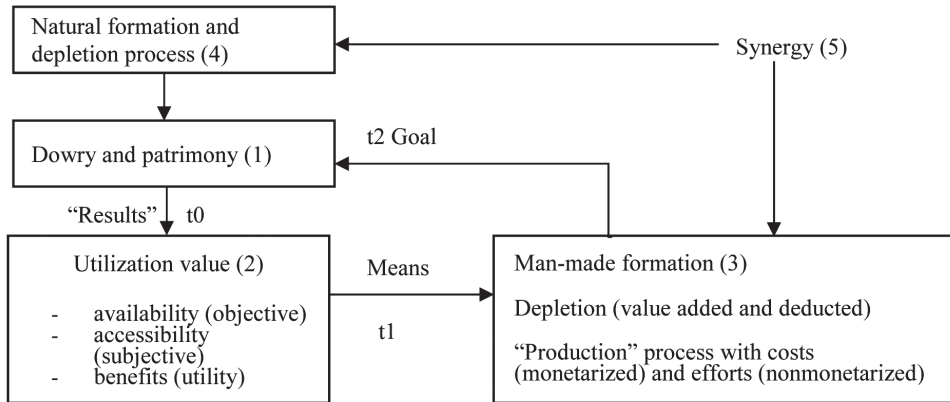 Natural formation and
depletion process (4)
Synergy (5)
t2 Goal
Dowry and patrimony (1)
“Results” t0
Utilization value (2)
- availability (objective)
- accessibility
(subjective)
- benefits (utility)
Means
t1
Man-made formation (3)
Depletion (value added and deducted)
“Production” process with costs
(monetarized) and efforts (nonmonetarized)